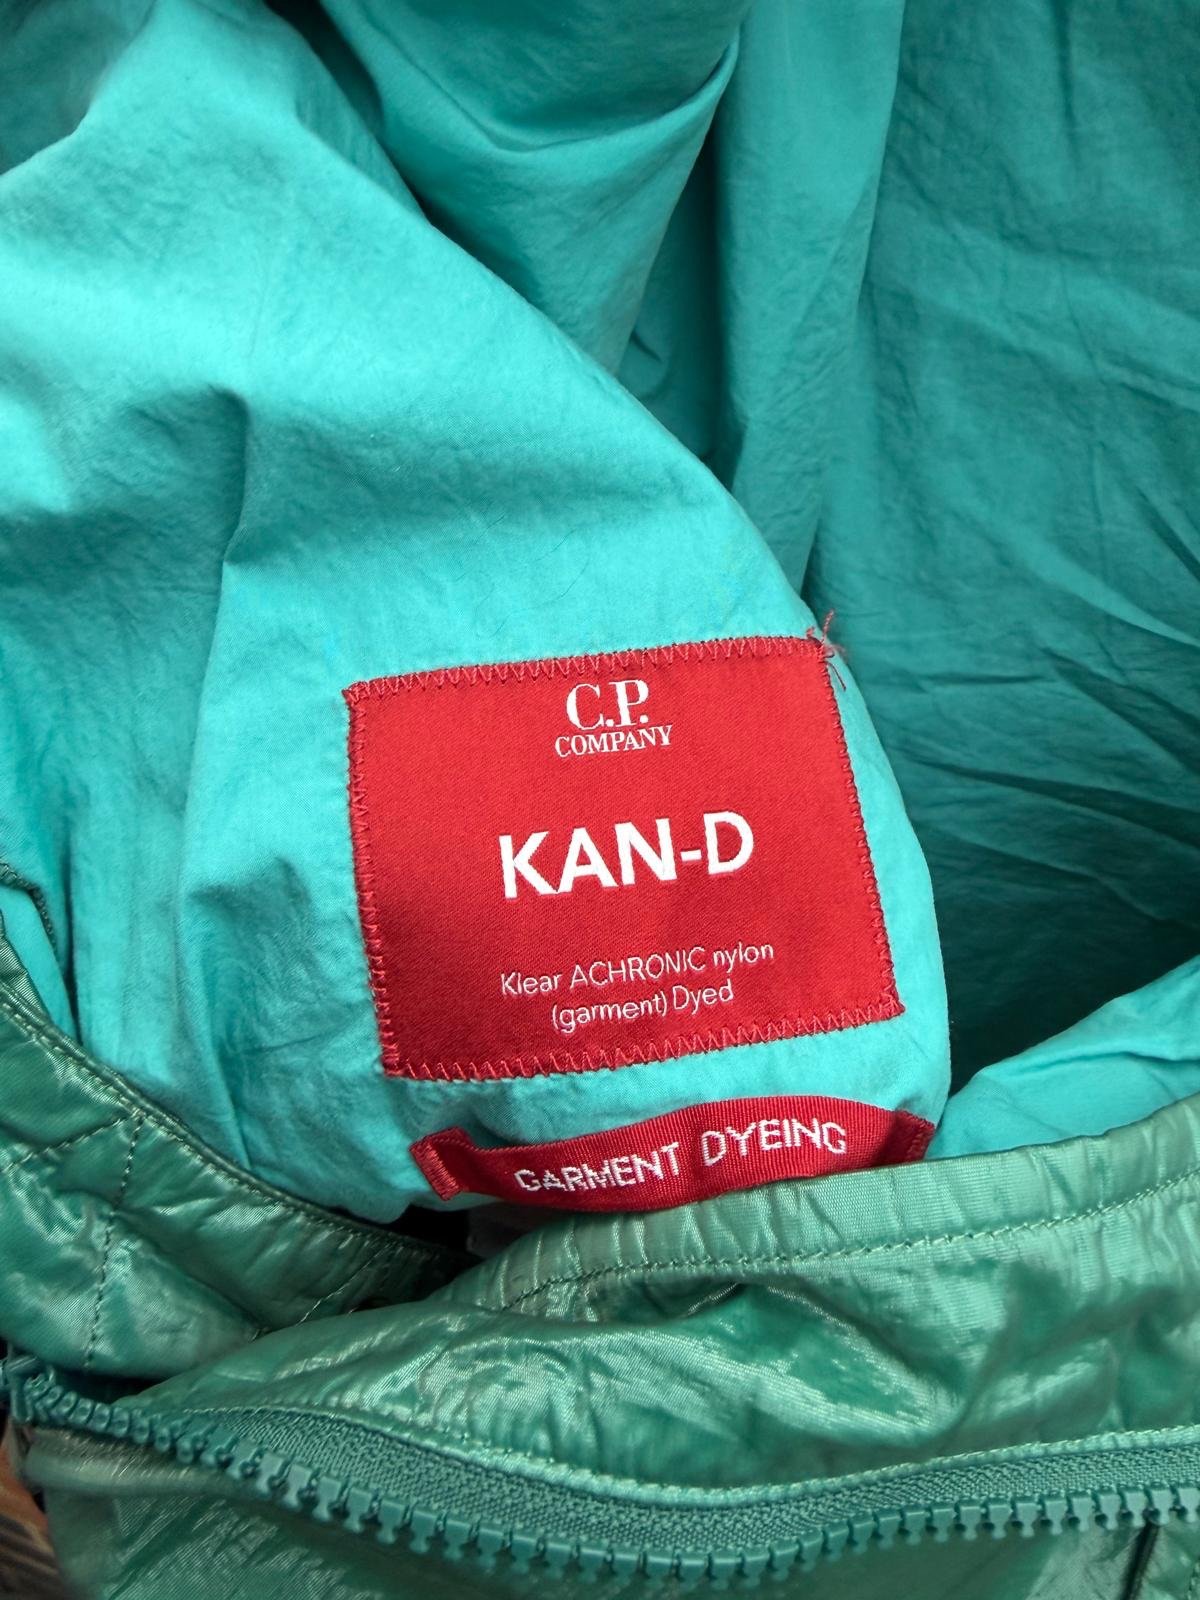 C.P.
COMPANY
KAN-D
Klear ACHRONIC nylon
(garment) Dyed
GARMENT DYEING